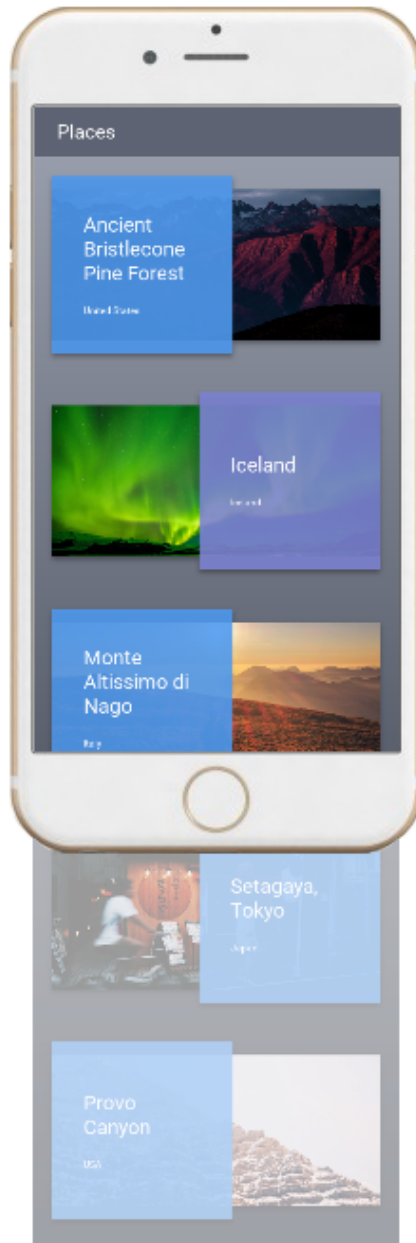 Places
Ancient
Bristlecone
Pine Forest
United States
Iceland
Iceland
Monte
Altissimo di
Nago
Italy
Setagaya,
Tokyo
Japan
Provo
Canyon
USA